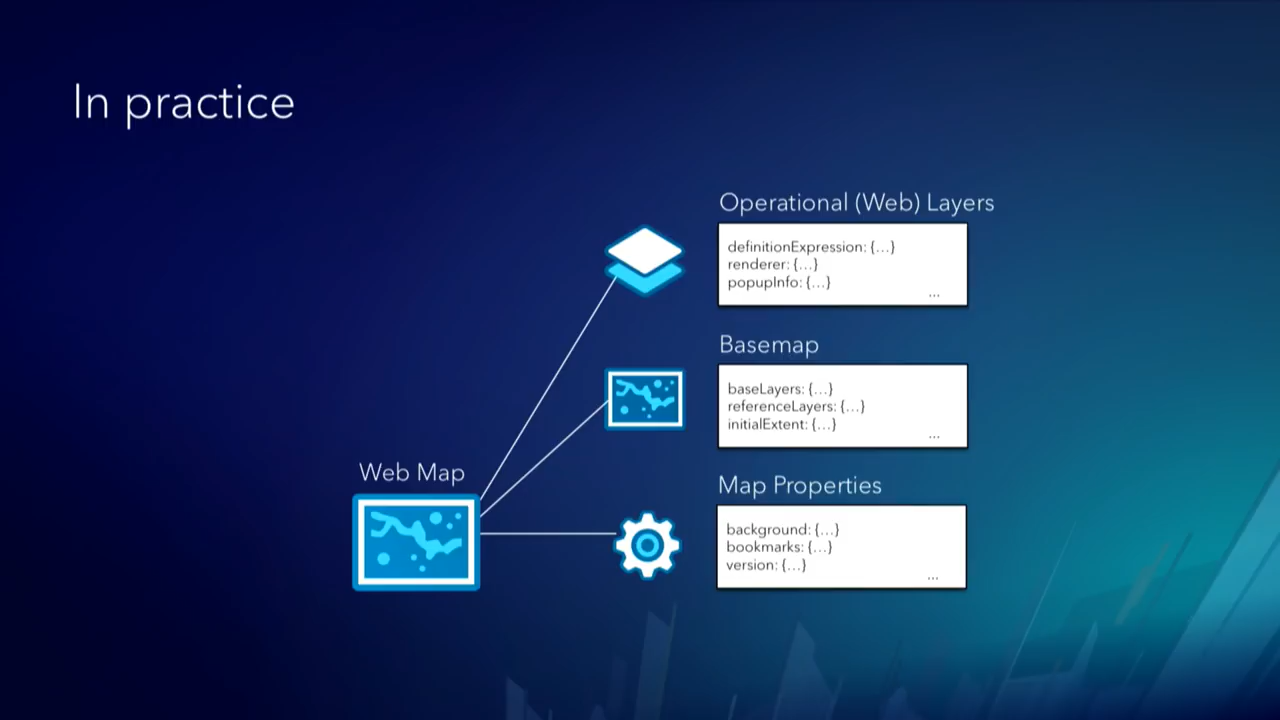 In practice
Operational (Web) Layers
definitionExpression: {...}
renderer: {...}
popupInfo: {...}
...
Basemap
baseLayers: {...}
referenceLayers: {...}
initialExtent: {...}
...
Web Map
Map Properties
background: {...}
bookmarks: {...}
version: {...}
...